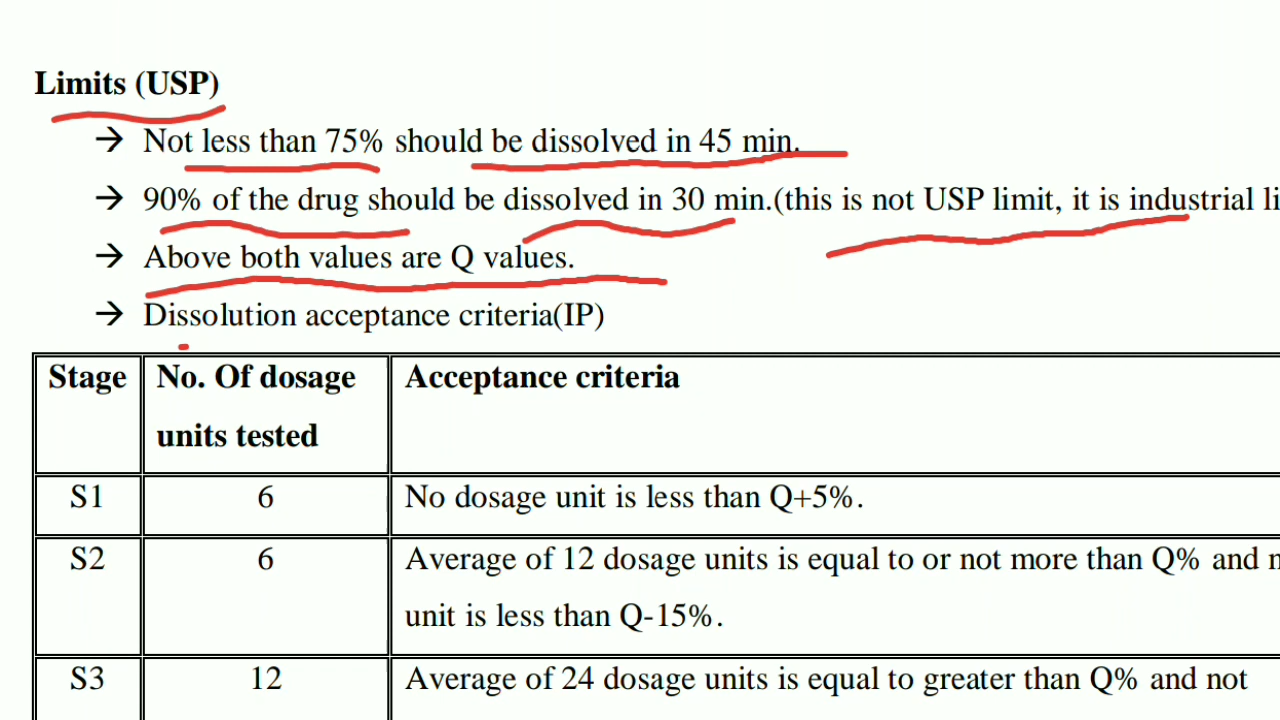 Limits (USP)
→ Not less than 75% should be dissolved in 45 min.
→ 90% of the drug should be dissolved in 30 min.(this is not USP limit, it is industrial
→ Above both values are Q values.
→ Dissolution acceptance criteria(IP)
Stage No. Of dosage Acceptance criteria
units tested
S1 6 No dosage unit is less than Q+5%.
S2 6 Average of 12 dosage units is equal to or not more than Q% and
unit is less than Q-15%.
S3 12 Average of 24 dosage units is equal to greater than Q% and not